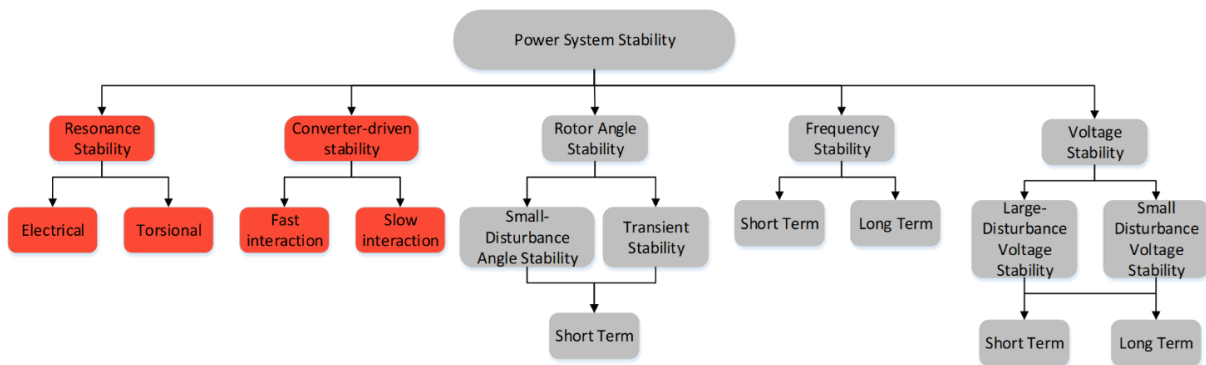 Power System Stability
Resonance
Stability
Converter-driven
stability
Rotor Angle
Stability
Frequency
Stability
Voltage
Stability
Electrical
Torsional
Fast
interaction
Slow
interaction
Small-
Disturbance
Angle Stability
Transient
Stability
Short Term
Long Term
Large-
Disturbance
Voltage
Stability
Small
Disturbance
Voltage
Stability
Short Term
Short Term
Long Term